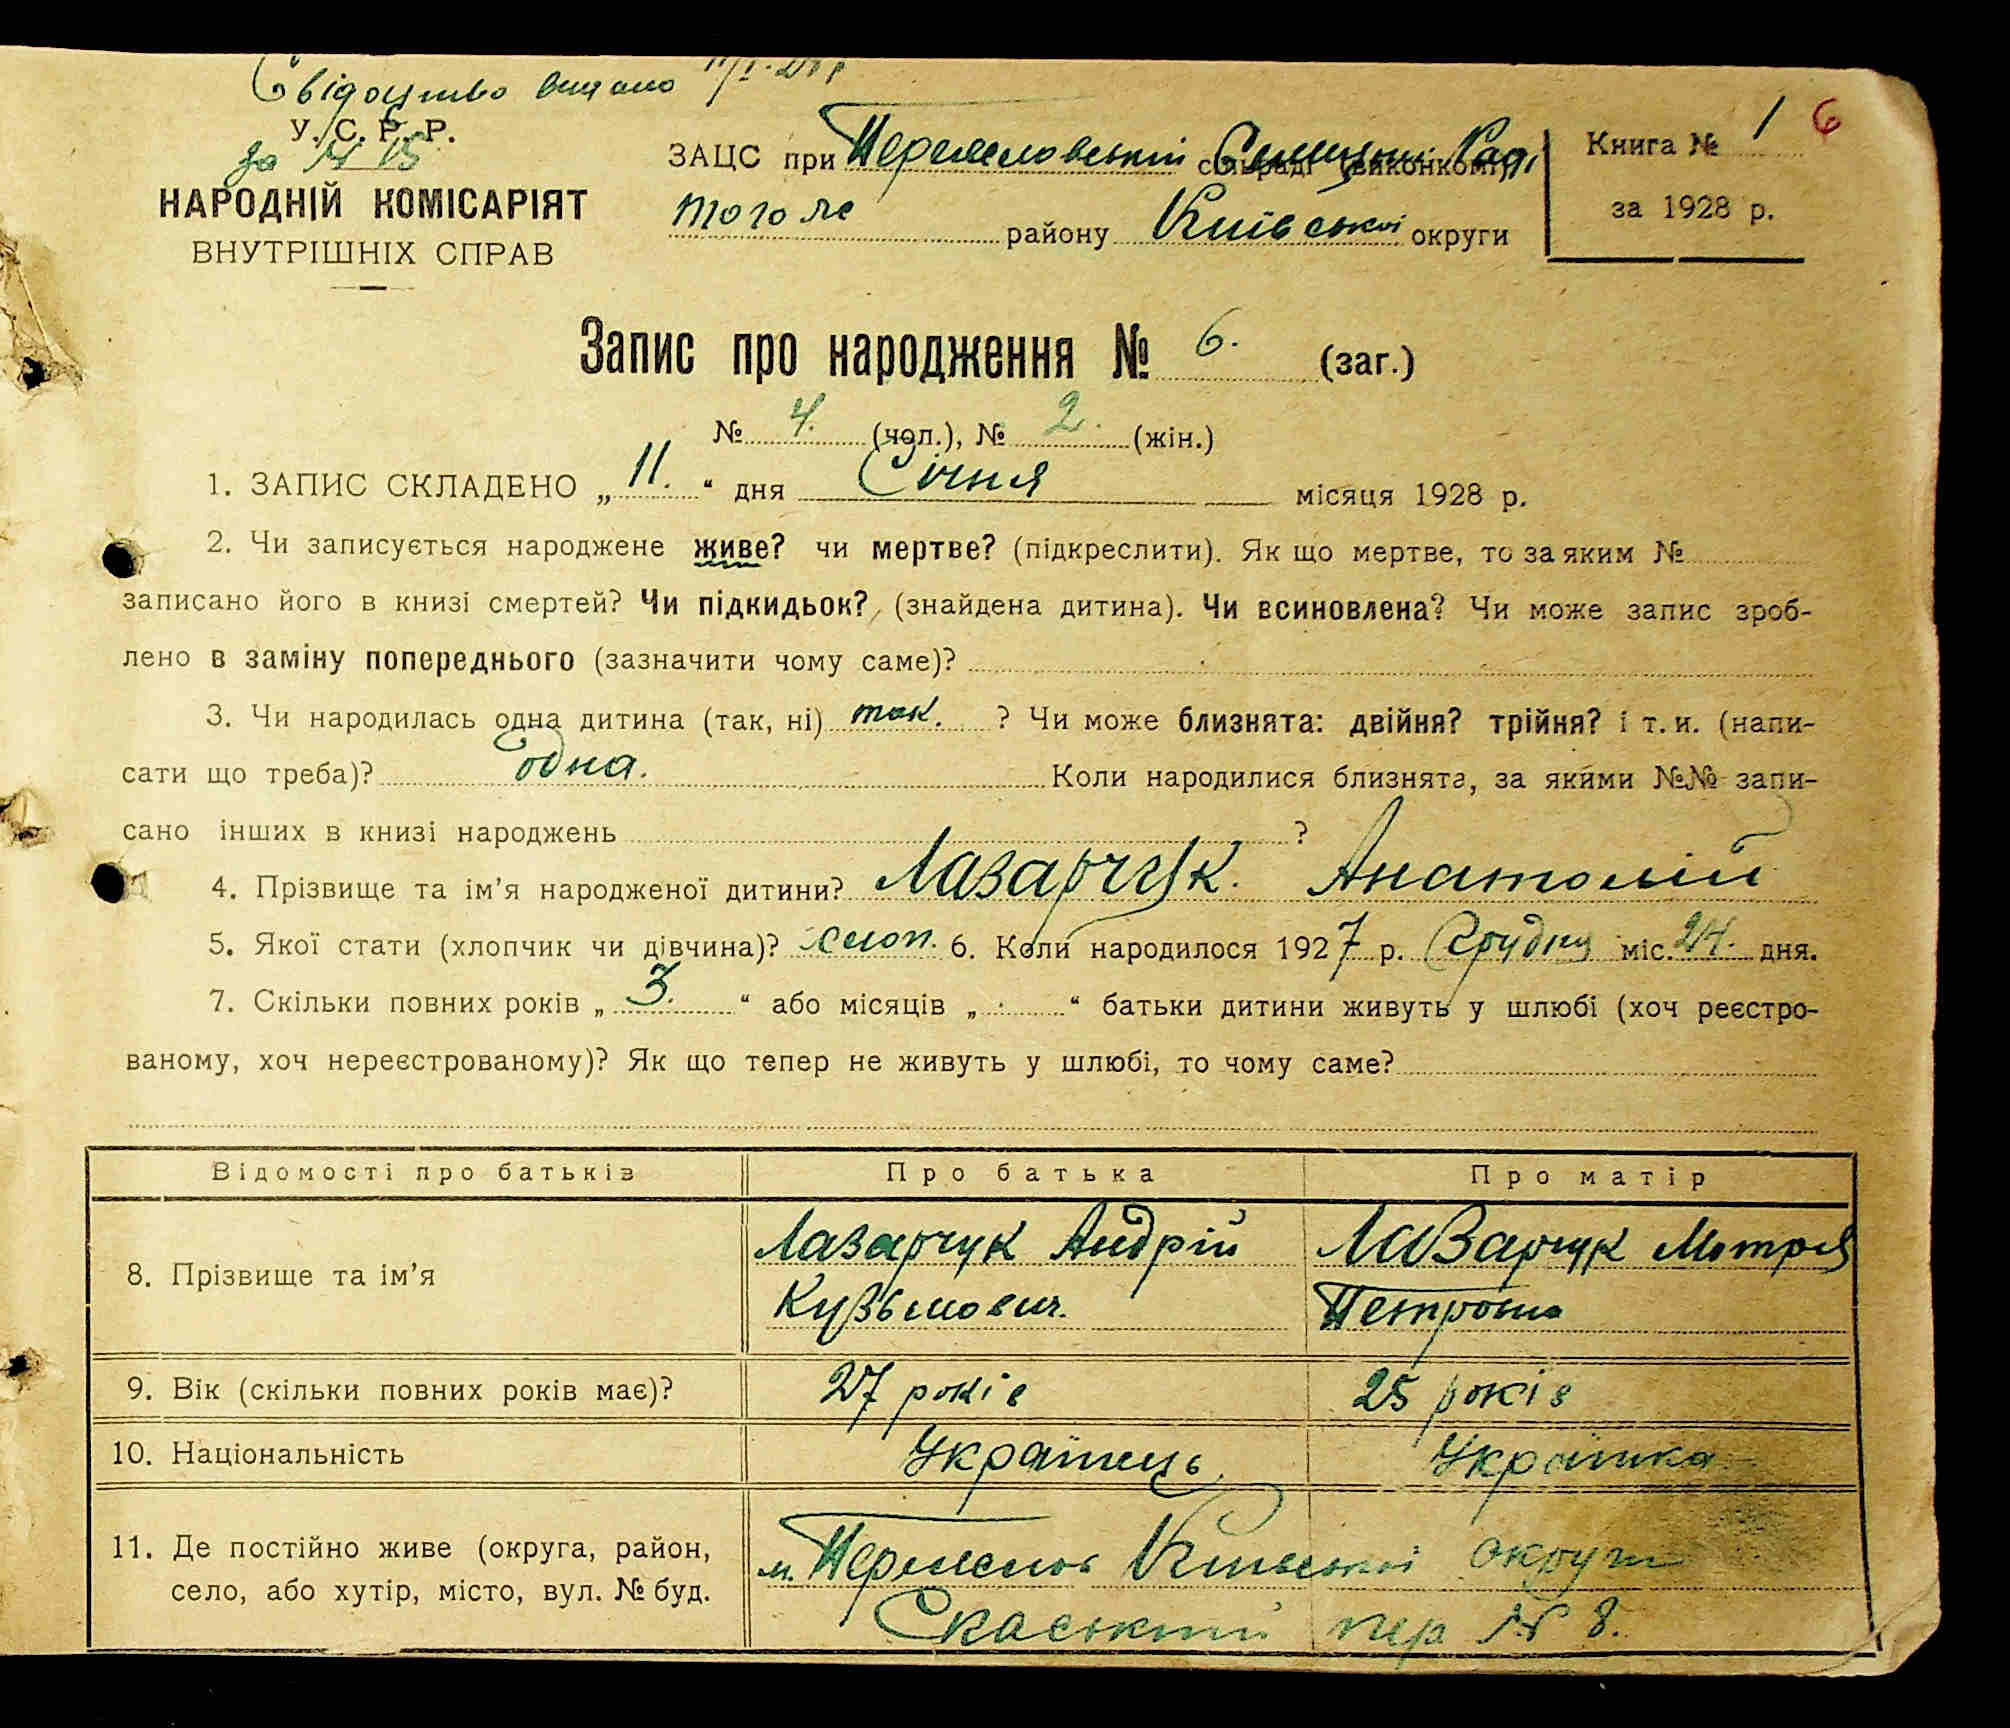 Свідоцтво видано
У. С. Р. Р.
за № 15
НАРОДНІЙ КОМІСАРІЯТ
ВНУТРІШНІХ СПРАВ
ЗАЦС при сільраді (виконкомі)
того ж району Київської округи
Книга № 1 6
за 1928 р.
Запис про народження № 6. (заг.)
№ 4. (чол.), № 2. (жін.)
1. ЗАПИС СКЛАДЕНО „ 11. “ дня Січня місяця 1928 р.
2. Чи записується народжене живе? чи мертве? (підкреслити). Як що мертве, то за яким №
записано його в книзі смертей? Чи підкидьок? (знайдена дитина). Чи всиновлена? Чи може запис зроб-
лено в заміну попереднього (зазначити чому саме)?
3. Чи народилась одна дитина (так, ні) так. ? Чи може близнята: двійня? трійня? і т. и. (напи-
сати що треба)? одна. Коли народилися близнята, за якими №№ запи-
сано інших в книзі народжень ?
4. Прізвище та ім’я народженої дитини? Лазарчук. Анатолій
5. Якої стати (хлопчик чи дівчина)? хлоп. 6. Коли народилося 1927 р. Грудня міс. 24. дня.
7. Скільки повних років „ 3. “ або місяців „ “ батьки дитини живуть у шлюбі (хоч реєстро-
ваному, хоч нереєстрованому)? Як що тепер не живуть у шлюбі, то чому саме?
Відомості про батьків Про батька Про матір
8. Прізвище та ім’я Лазарчук Андрій Кузьмович. Лазарчук Мотря
9. Вік (скільки повних років має)? 27 років 25 років
10. Національність Українець Українка
11. Де постійно живе (округа, район, м. Київської округи
село, або хутір, місто, вул. № буд. пер. № 8.